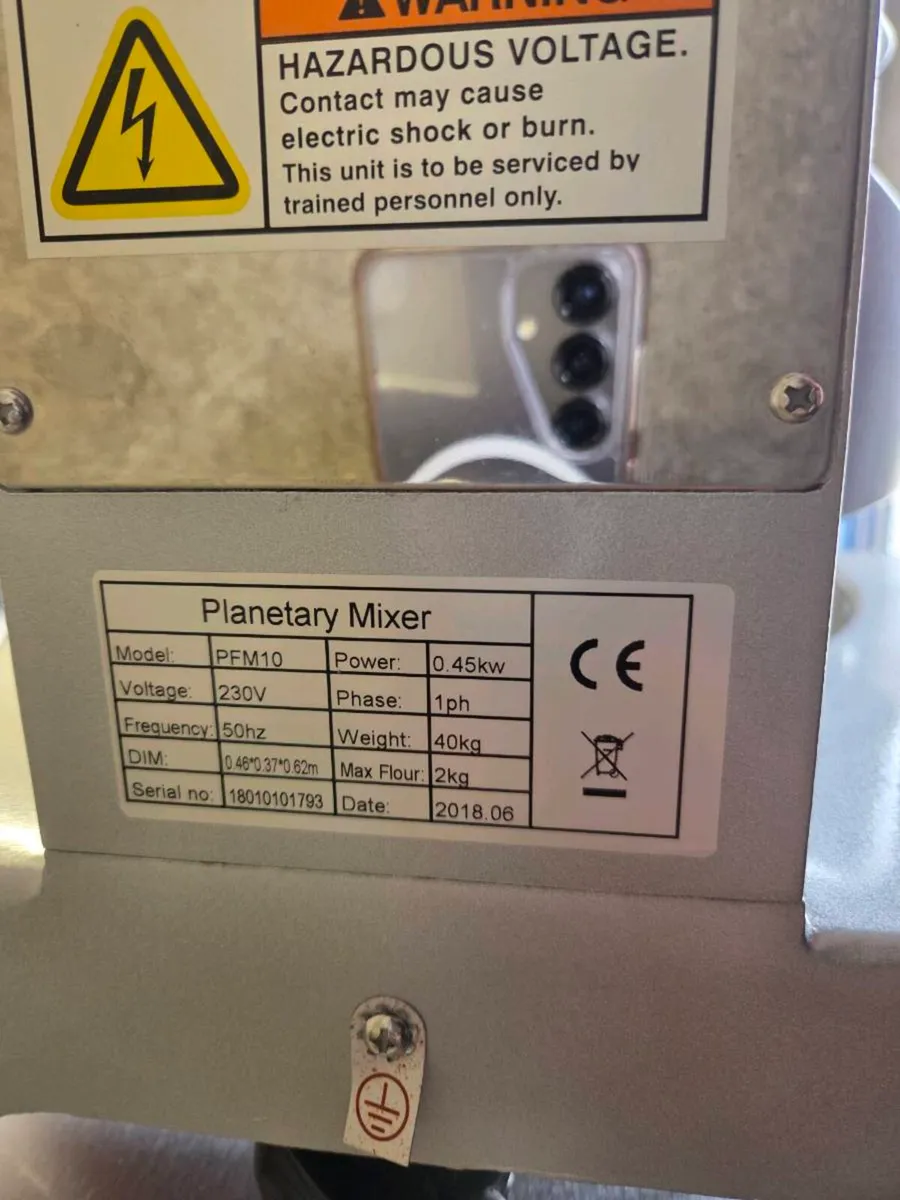 WARNING
HAZARDOUS VOLTAGE.
Contact may cause
electric shock or burn.
This unit is to be serviced by
trained personnel only.
Planetary Mixer
Model: PFM10 Power: 0.45kw
Voltage: 230V Phase: 1ph
Frequency: 50hz Weight: 40kg
DIM: 0.46*0.37*0.62m Max Flour: 2kg
Serial no: 18010101793 Date: 2018.06
CE